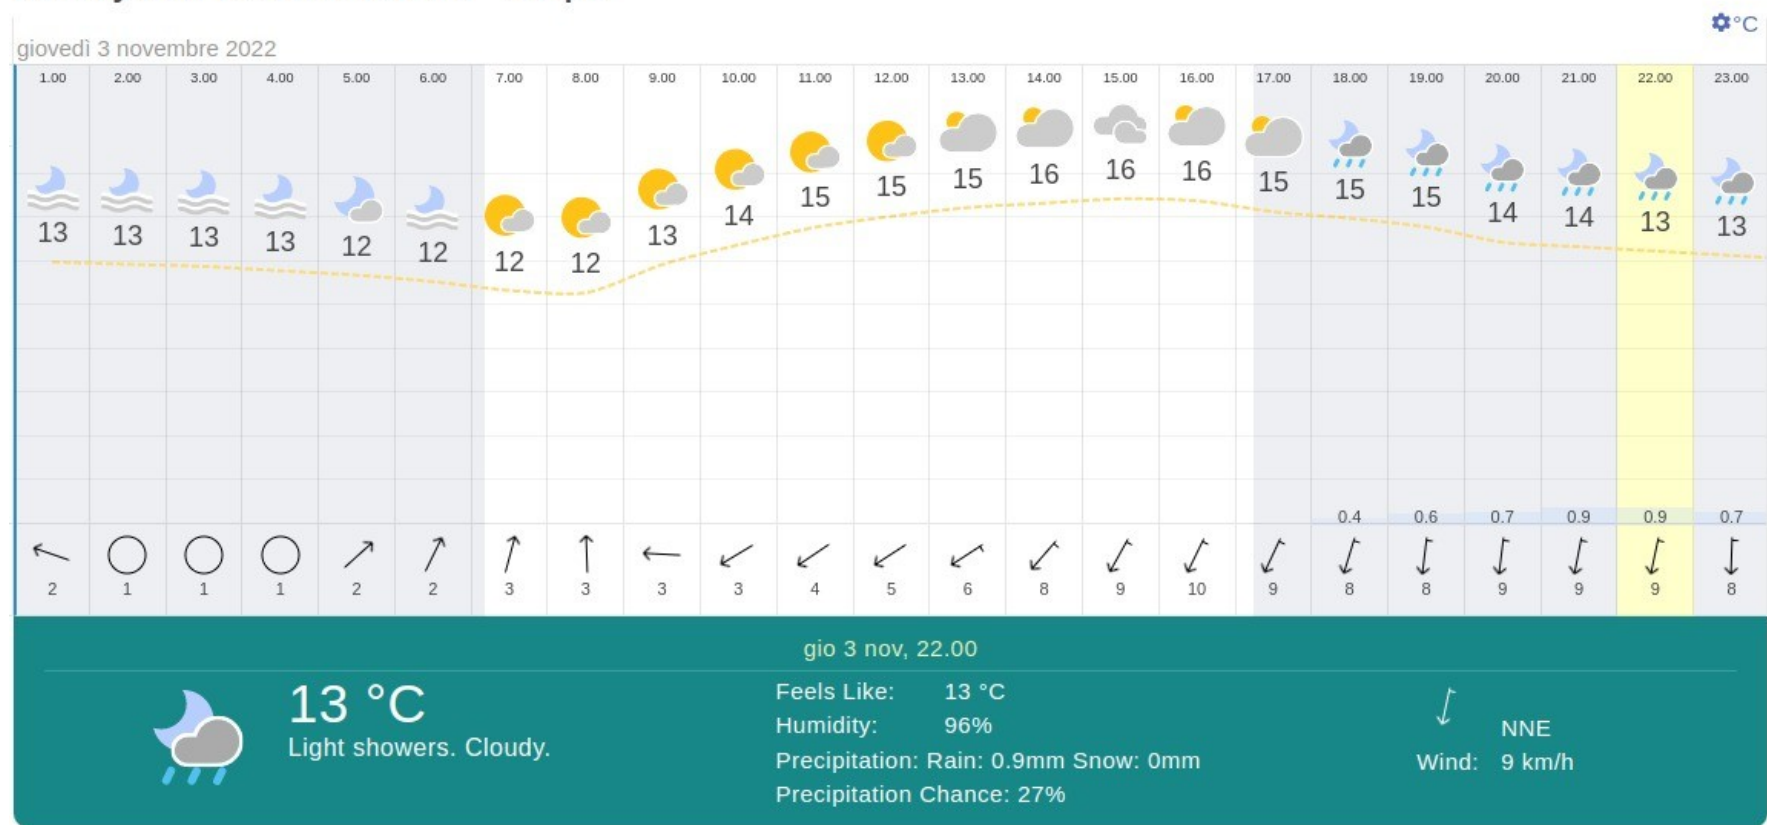 °C
giovedì 3 novembre 2022
1.00 2.00 3.00 4.00 5.00 6.00 7.00 8.00 9.00 10.00 11.00 12.00 13.00 14.00 15.00 16.00 17.00 18.00 19.00 20.00 21.00 22.00 23.00
13 13 13 13 12 12 12 12 13 14 15 15 15 16 16 16 15 15 15 14 14 13 13
0.4 0.6 0.7 0.9 0.9 0.7
2 1 1 1 2 2 3 3 3 3 4 5 6 8 9 10 9 8 8 9 9 9 8
gio 3 nov, 22.00
13 °C
Light showers. Cloudy.
Feels Like: 13 °C
Humidity: 96%
Precipitation: Rain: 0.9mm Snow: 0mm
Precipitation Chance: 27%
NNE
Wind: 9 km/h